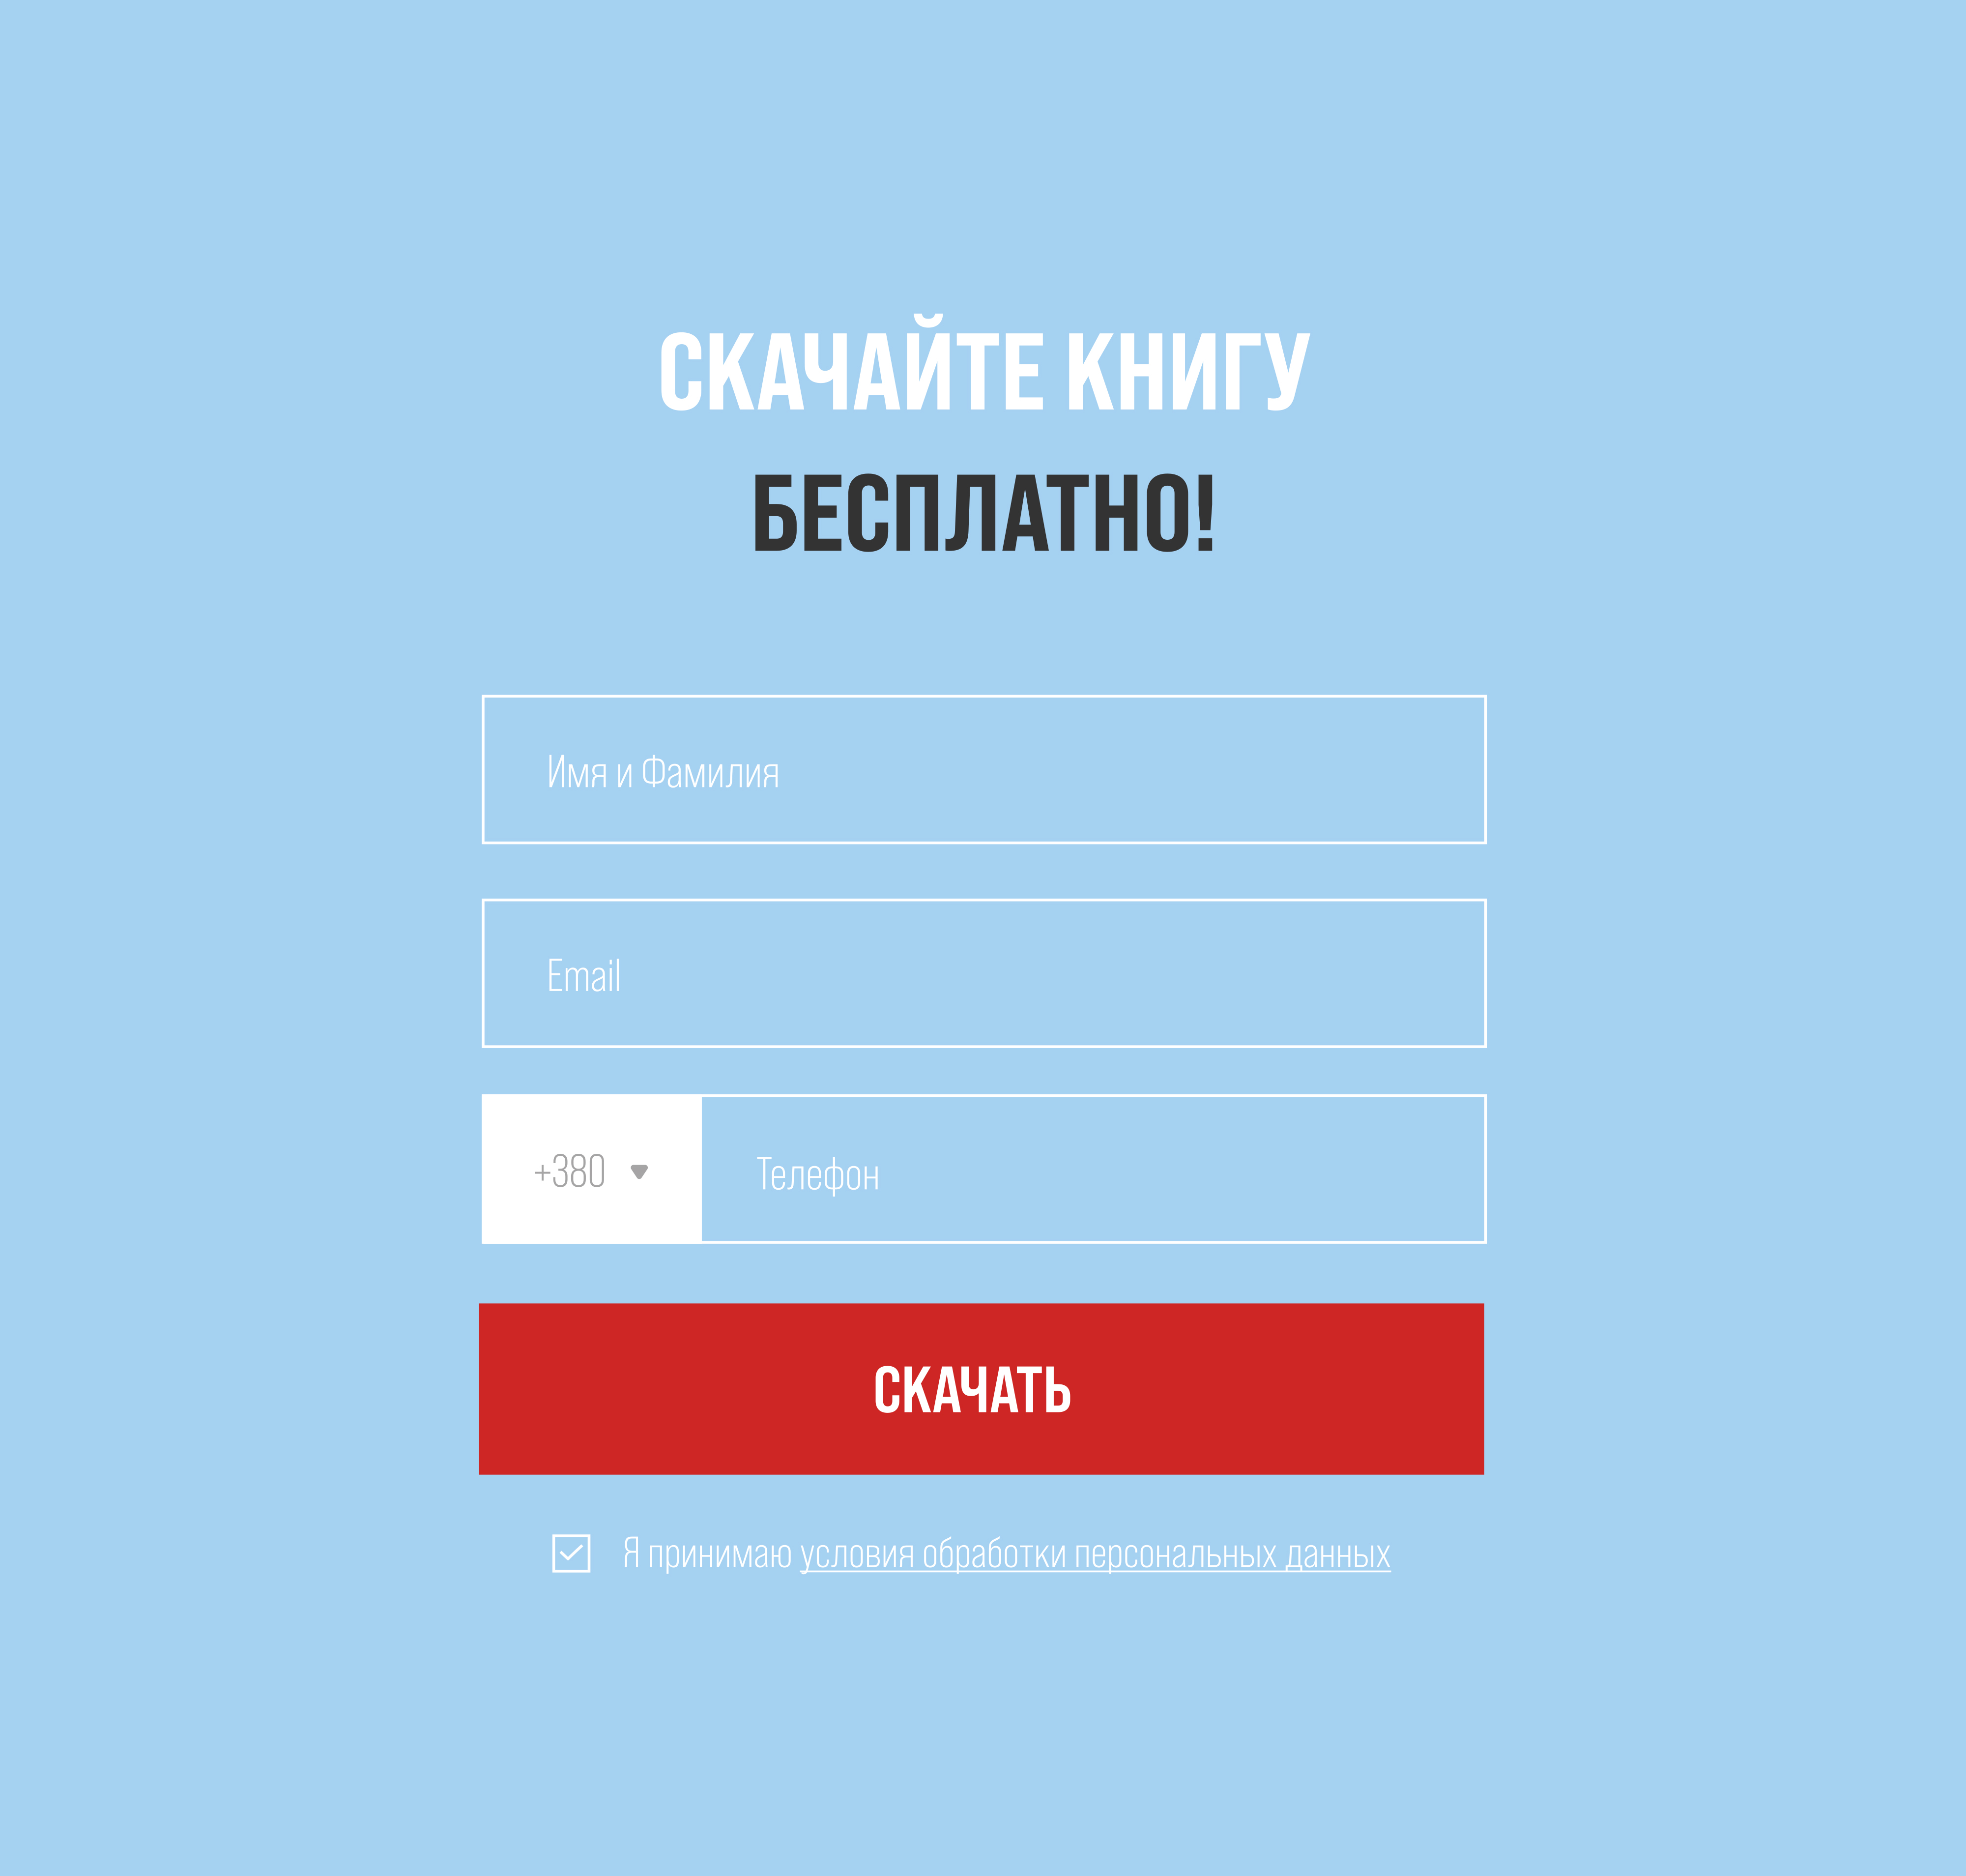 СКАЧАЙТЕ КНИГУ
БЕСПЛАТНО!
Имя и Фамилия
Email
+380 Телефон
СКАЧАТЬ
Я принимаю условия обработки персональных данных